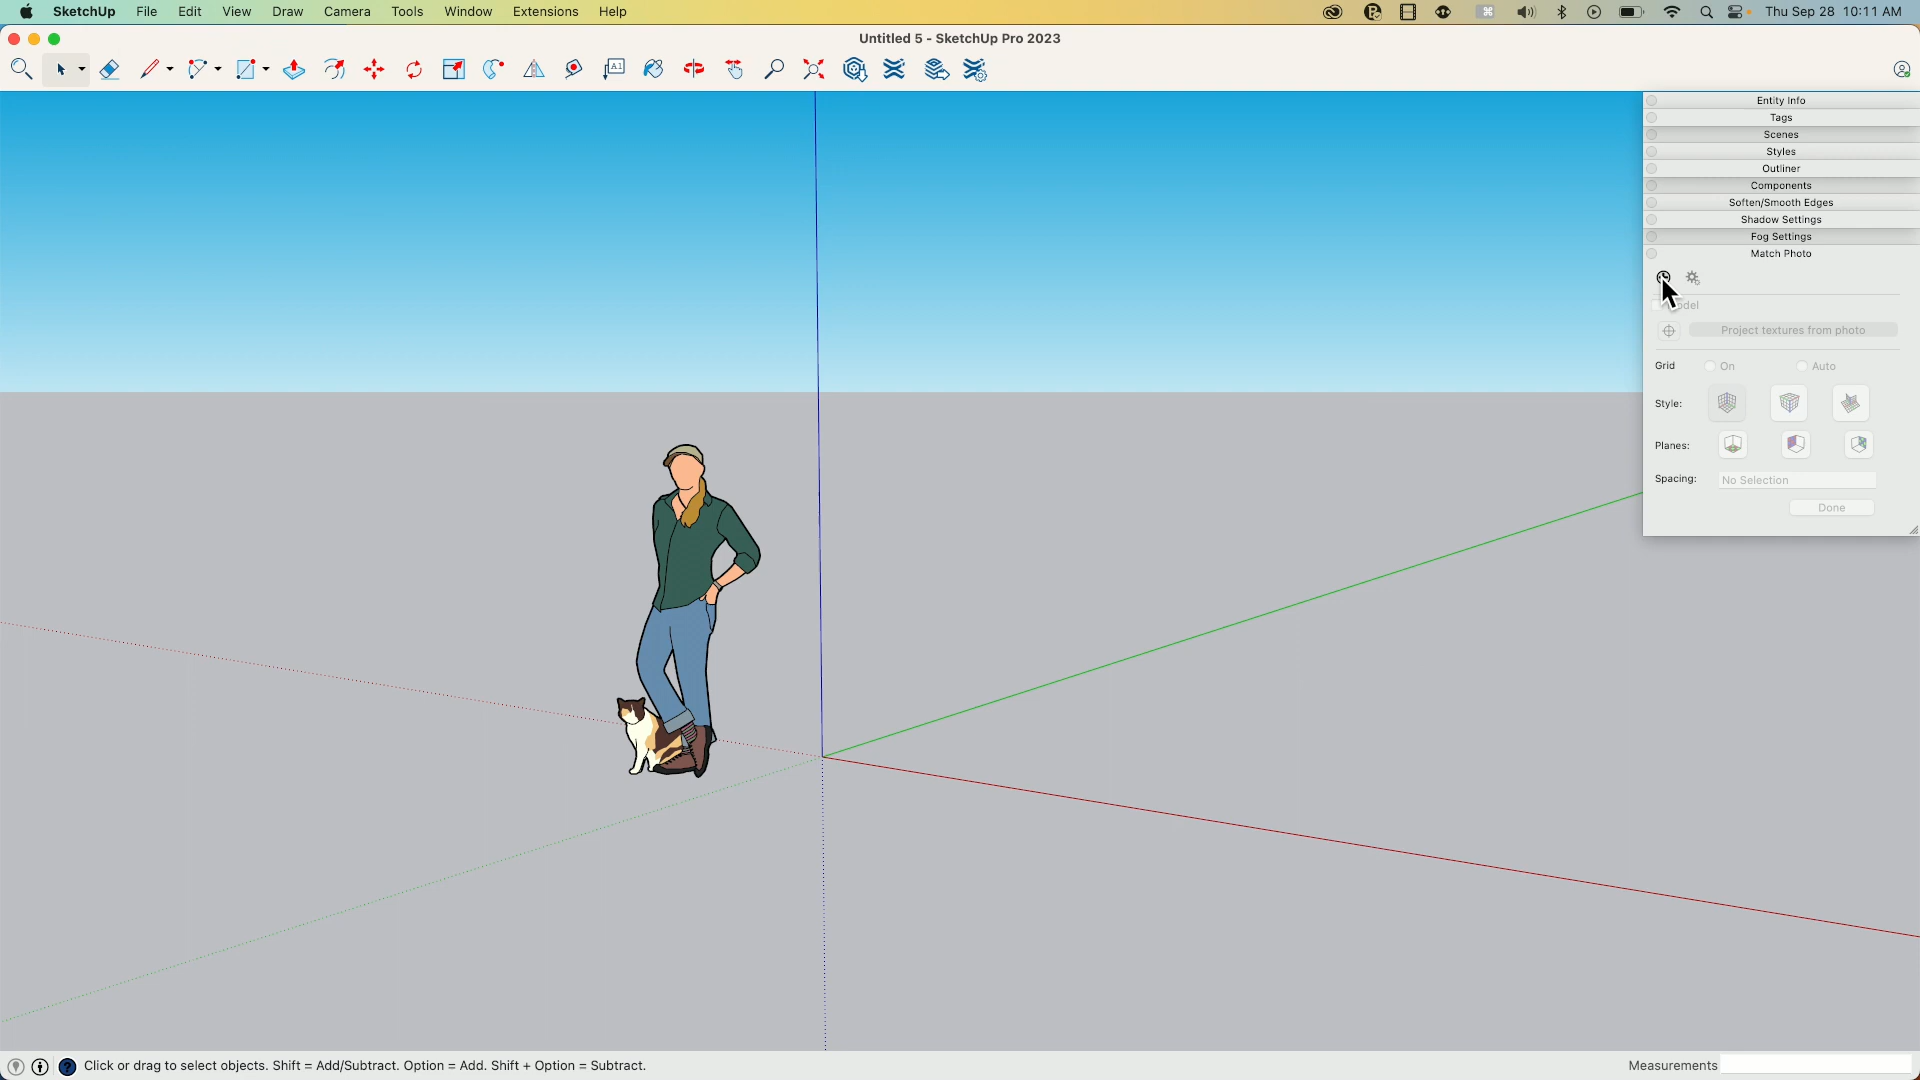 SketchUp File Edit View Draw Camera Tools Window Extensions Help Thu Sep 28 10:11 AM
Untitled 5 - SketchUp Pro 2023
A1
Entity Info
Tags
Scenes
Styles
Outliner
Components
Soften/Smooth Edges
Shadow Settings
Fog Settings
Match Photo
Project textures from photo
Grid On Auto
Style:
Planes:
Spacing: No Selection
Done
Click or drag to select objects. Shift = Add/Subtract. Option = Add. Shift + Option = Subtract. Measurements